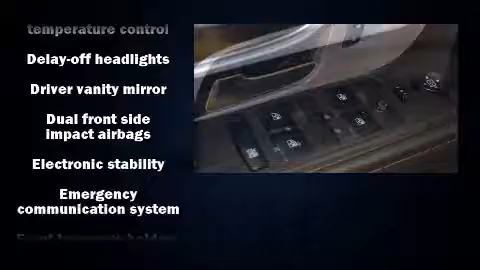 temperature control
Delay-off headlights
Driver vanity mirror
Dual front side
impact airbags
Electronic stability
Emergency
communication system